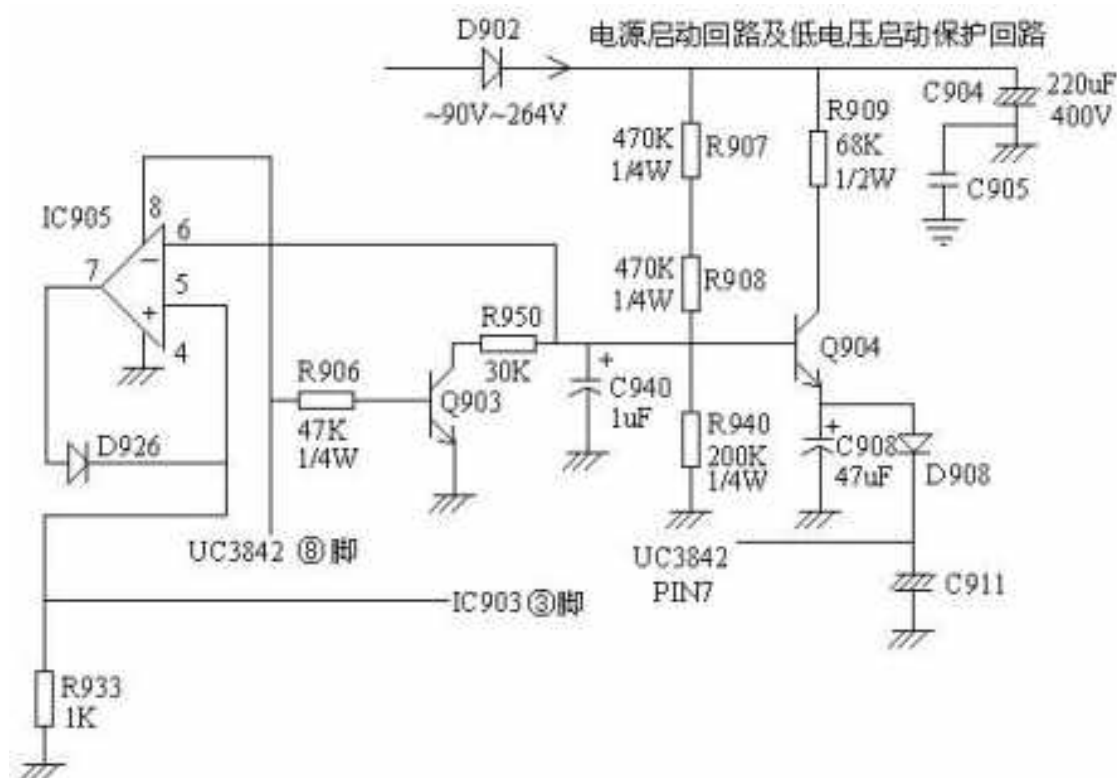 D902
电源启动回路及低电压启动保护回路
~90V~264V
C904
220uF
400V
470K
1/4W
R907
R909
68K
1/2W
C905
IC905
8
6
7
5
4
470K
1/4W
R908
R950
30K
Q904
R906
47K
1/4W
Q903
C940
1uF
R940
200K
1/4W
C908
47uF
D908
D926
UC3842 ⑧脚
UC3842
PIN7
C911
IC903③脚
R933
1K